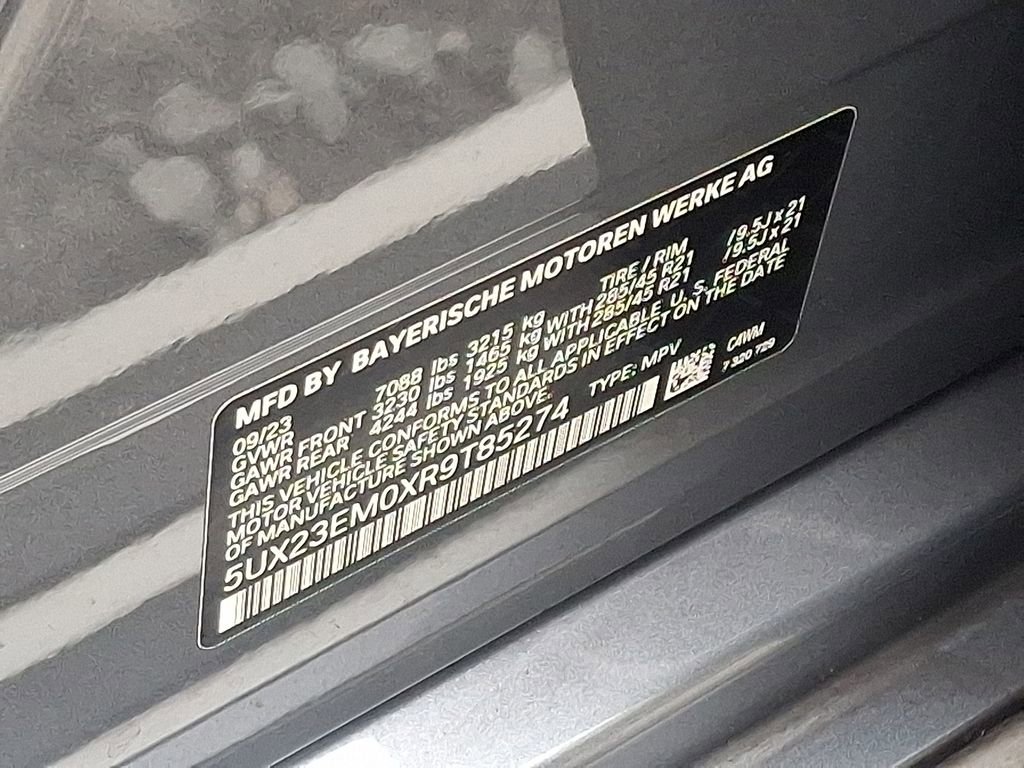 MFD BY BAYERISCHE MOTOREN WERKE AG
09/23 TIRE / RIM
GVWR 7088 lbs 3215 kg
GAWR FRONT 3230 lbs 1465 kg WITH 285/45 R21 /9.5J x 21
GAWR REAR 4244 lbs 1925 kg WITH 285/45 R21 /9.5J x 21
THIS VEHICLE CONFORMS TO ALL APPLICABLE U. S. FEDERAL
MOTOR VEHICLE SAFETY STANDARDS IN EFFECT ON THE DATE
OF MANUFACTURE SHOWN ABOVE.
5UX23EM0XR9T85274 TYPE: MPV C4WM
7 320 729